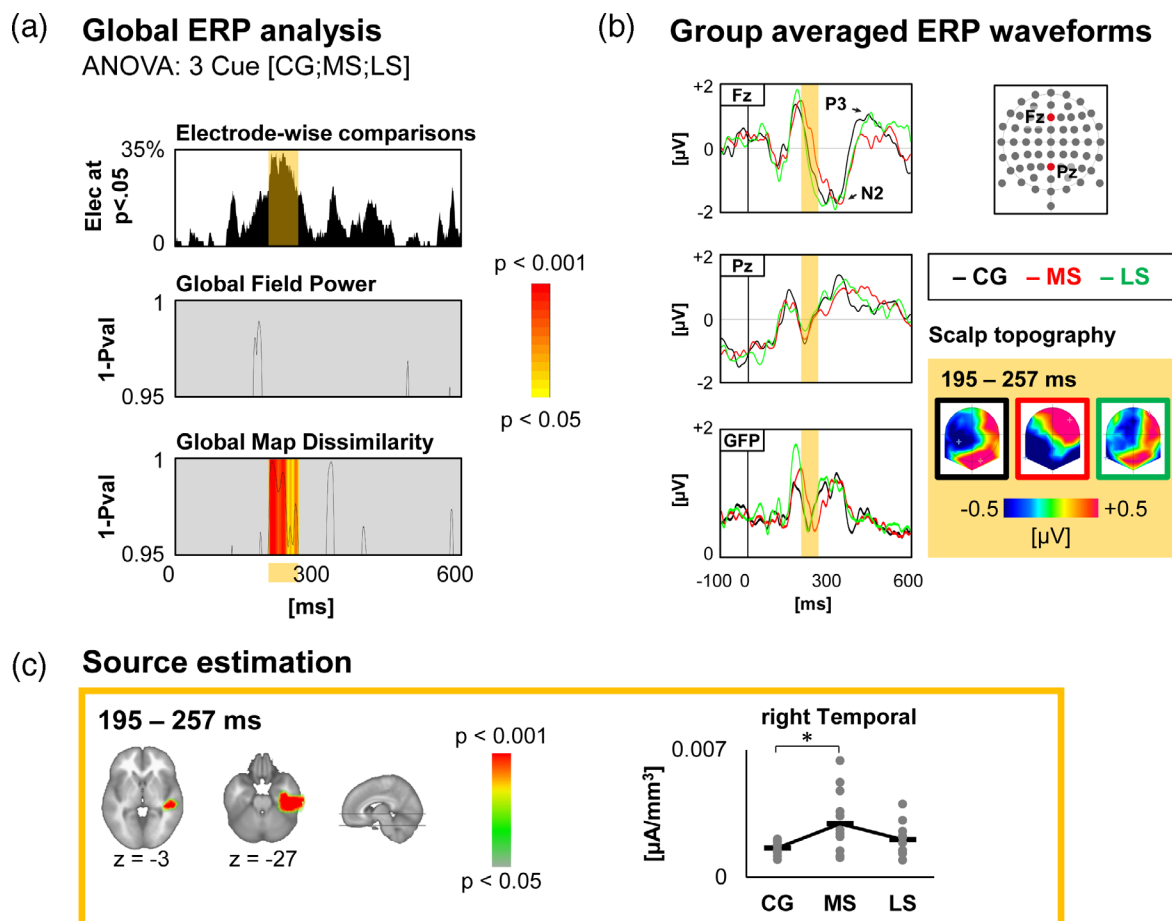 (a) Global ERP analysis
ANOVA: 3 Cue [CG;MS;LS]
Electrode-wise comparisons
35%
Elec at
p<.05
0
Global Field Power
1
1-Pval
0.95
p < 0.001
p < 0.05
Global Map Dissimilarity
1
1-Pval
0.95
0 300 600
[ms]
(b) Group averaged ERP waveforms
+2
Fz
P3
[µV]
0
N2
-2
Fz
Pz
+2
Pz
[µV]
0
-2
– CG – MS – LS
Scalp topography
195 – 257 ms
-0.5 +0.5
[µV]
+2
GFP
[µV]
0
-100 0 300 600
[ms]
(c) Source estimation
195 – 257 ms
z = -3 z = -27
p < 0.001
p < 0.05
right Temporal
*
0.007
[µA/mm³]
0
CG MS LS